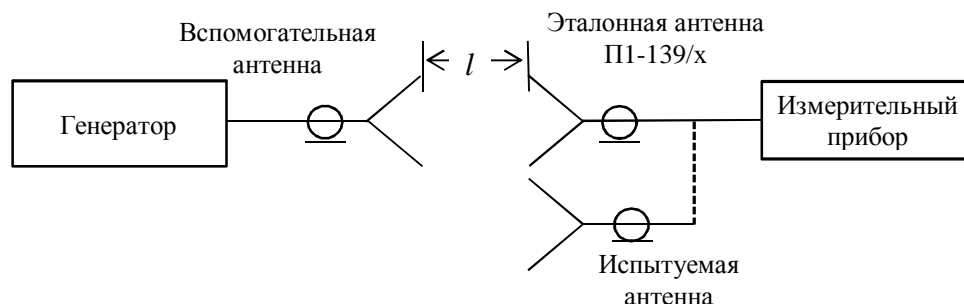 Вспомогательная
антенна
l
Эталонная антенна
П1-139/х
Генератор
Измерительный
прибор
Испытуемая
антенна